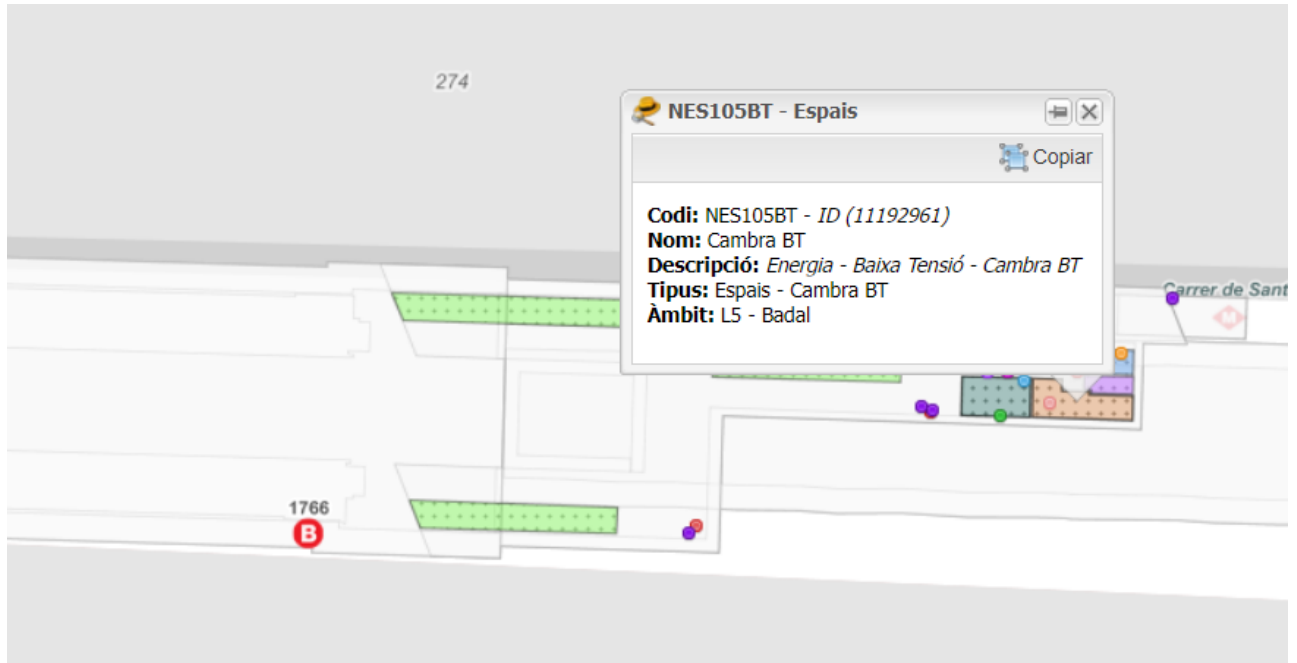 274
NES105BT - Espais
Copiar
Codi: NES105BT - ID (11192961)
Nom: Cambra BT
Descripció: Energia - Baixa Tensió - Cambra BT
Tipus: Espais - Cambra BT
Àmbit: L5 - Badal
Carrer de Sant
M
1766
B